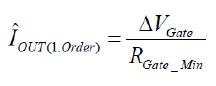 Î_OUT(1.Order) = ΔV_Gate / R_Gate_Min